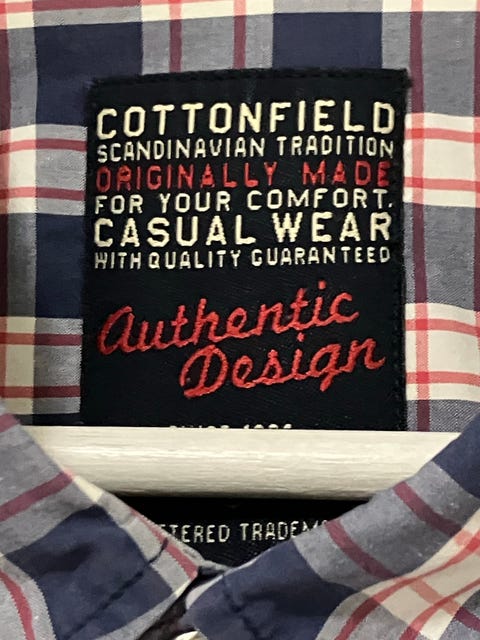 COTTONFIELD
SCANDINAVIAN TRADITION
ORIGINALLY MADE
FOR YOUR COMFORT.
CASUAL WEAR
WITH QUALITY GUARANTEED
Authentic
Design